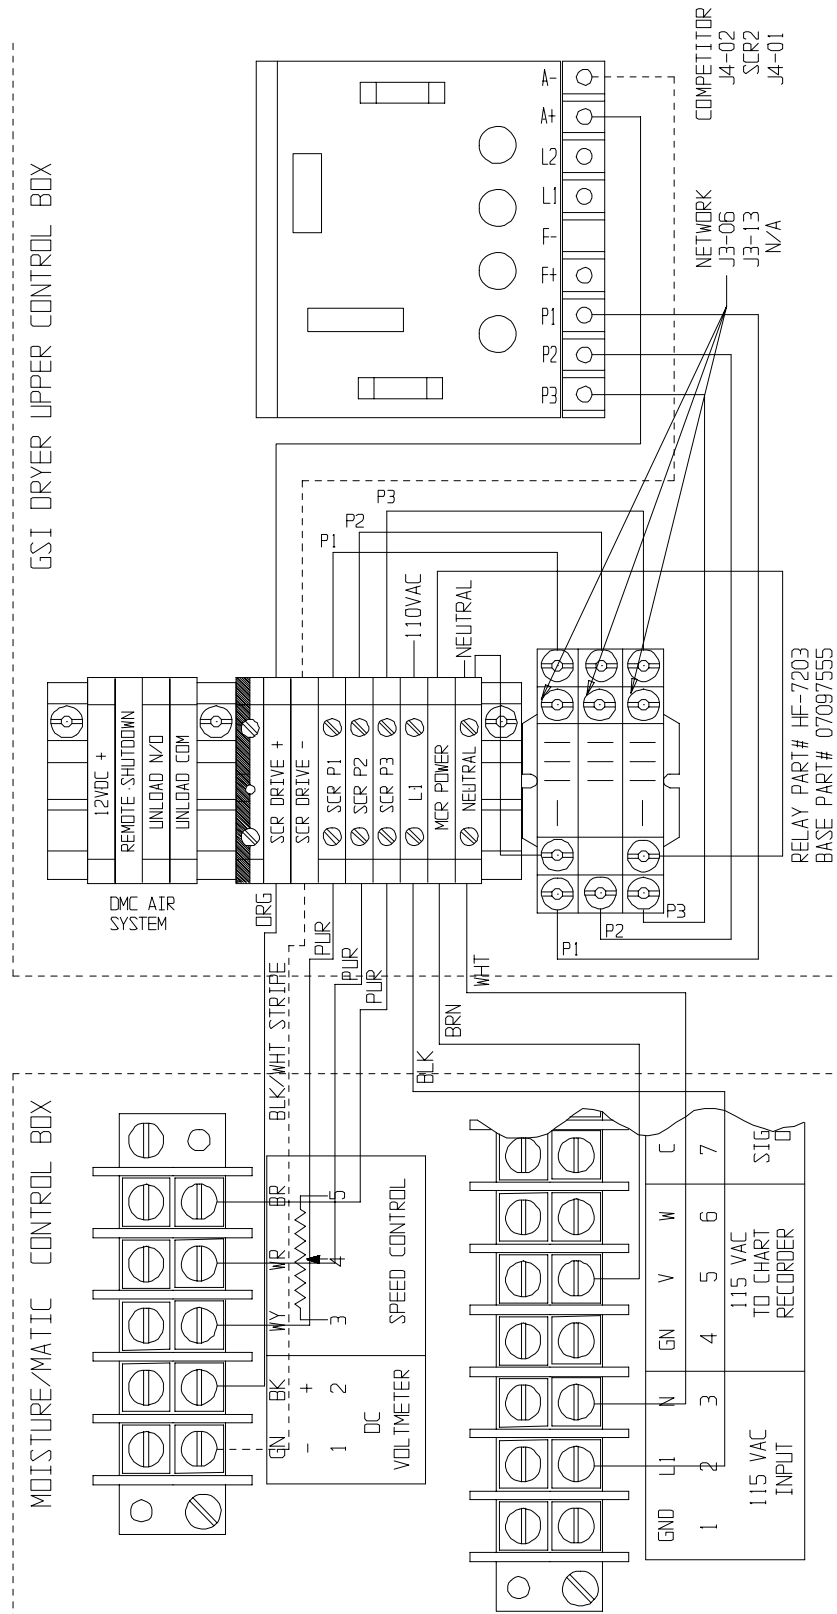 GSI DRYER UPPER CONTROL BOX
A-
A+
L2
L1
F-
F+
P1
P2
P3
COMPETITOR
J4-02
SCR2
J4-01
NETWORK
J3-06
J3-13
N/A
P1
P2
P3
110VAC
NEUTRAL
12VDC +
REMOTE-SHUTDOWN
UNLOAD N/O
UNLOAD COM
SCR DRIVE +
SCR DRIVE -
SCR P1
SCR P2
SCR P3
L1
MCR POWER
NEUTRAL
DMC AIR
SYSTEM
RELAY PART# HF-7203
BASE PART# 07097555
P1
P2
P3
ORG
BLK/WHT STRIPE
PUR
PUR
PUR
BLK
BRN
WHT
MOISTURE/MATIC CONTROL BOX
GN BK WY WR BR
- +
1 2 3 4 5
DC
VOLTMETER
SPEED CONTROL
GND L1 N GN V W C
1 2 3 4 5 6 7
115 VAC
INPUT
115 VAC
TO CHART
RECORDER
SIG